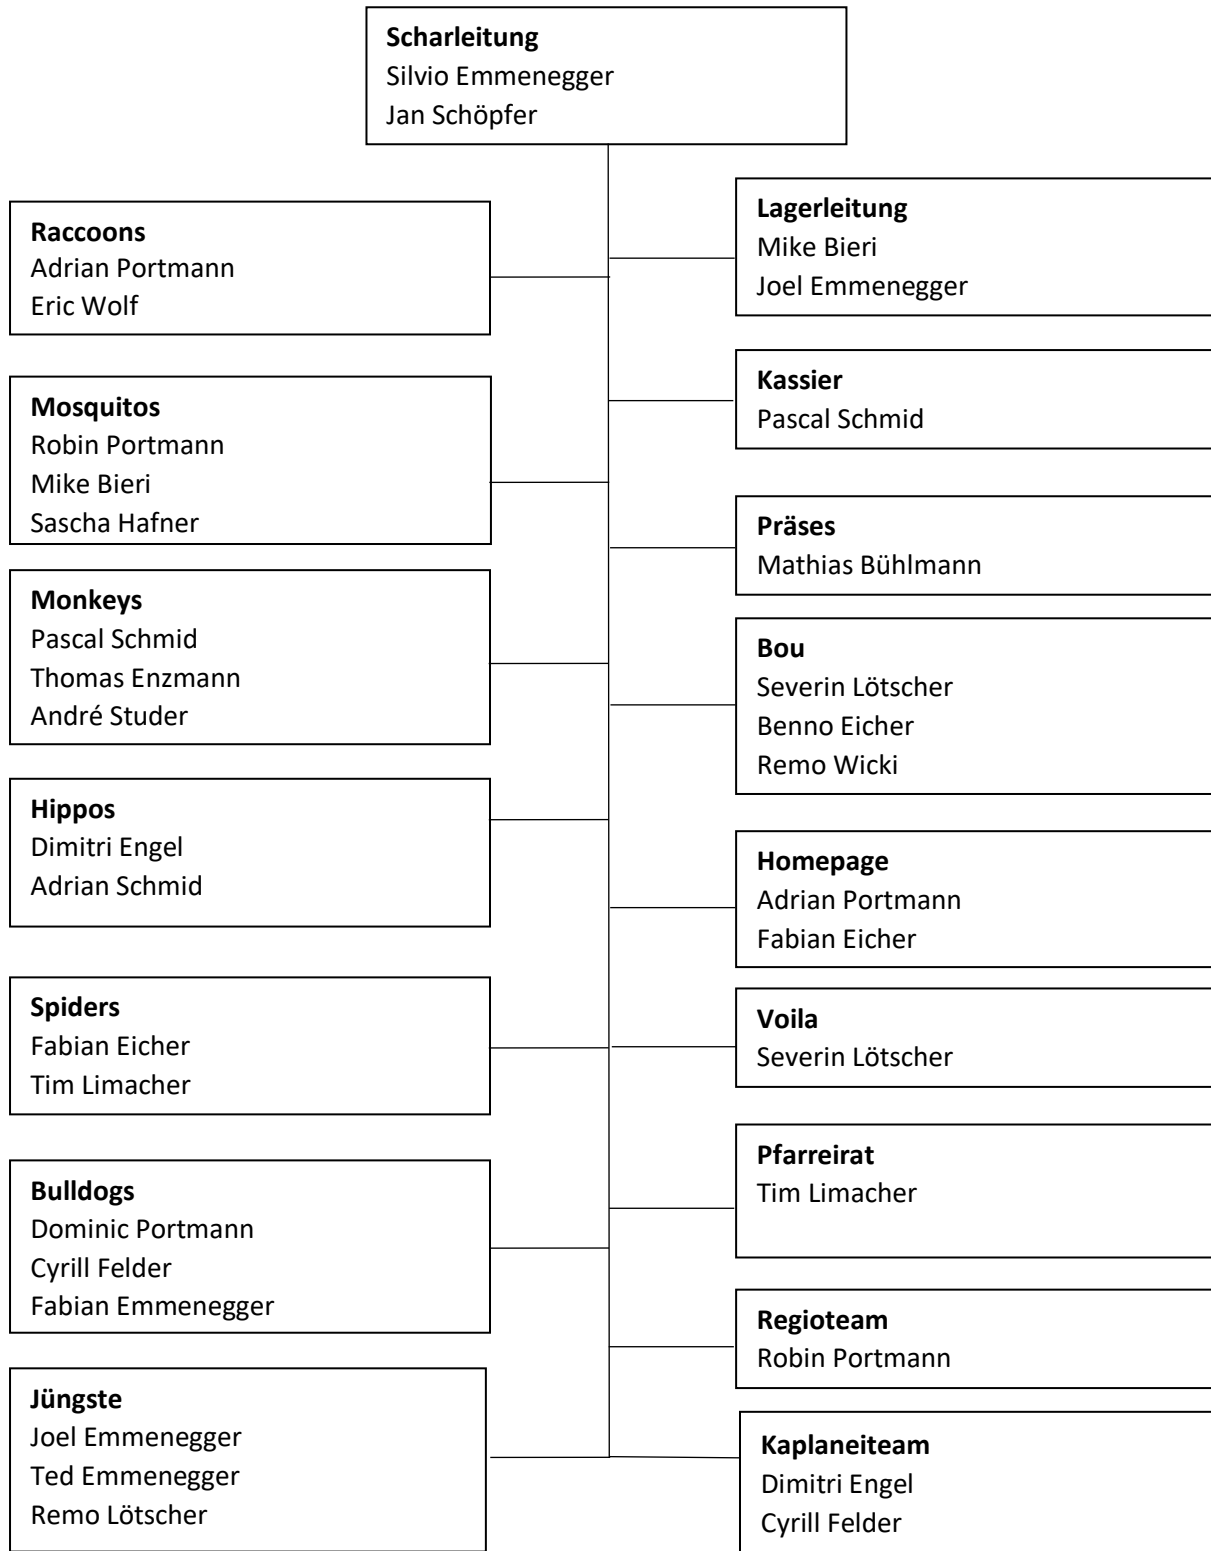 Scharleitung
Silvio Emmenegger
Jan Schöpfer
Raccoons
Adrian Portmann
Eric Wolf
Mosquitos
Robin Portmann
Mike Bieri
Sascha Hafner
Monkeys
Pascal Schmid
Thomas Enzmann
André Studer
Hippos
Dimitri Engel
Adrian Schmid
Spiders
Fabian Eicher
Tim Limacher
Bulldogs
Dominic Portmann
Cyrill Felder
Fabian Emmenegger
Jüngste
Joel Emmenegger
Ted Emmenegger
Remo Lötscher
Lagerleitung
Mike Bieri
Joel Emmenegger
Kassier
Pascal Schmid
Präses
Mathias Bühlmann
Bou
Severin Lötscher
Benno Eicher
Remo Wicki
Homepage
Adrian Portmann
Fabian Eicher
Voila
Severin Lötscher
Pfarreirat
Tim Limacher
Regioteam
Robin Portmann
Kaplaneiteam
Dimitri Engel
Cyrill Felder